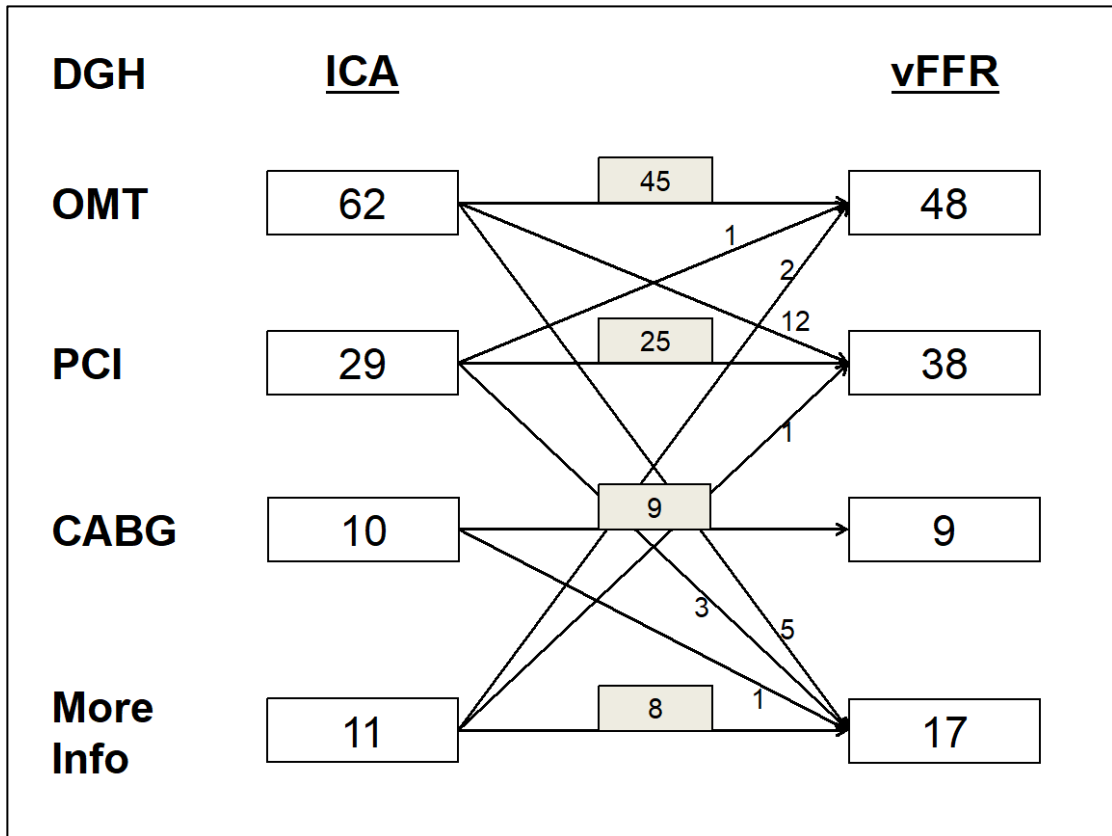 DGH ICA vFFR
OMT 62 45 48
1
2
12
PCI 29 25 38
1
CABG 10 9 9
3
5
More
Info
11 8 17
1